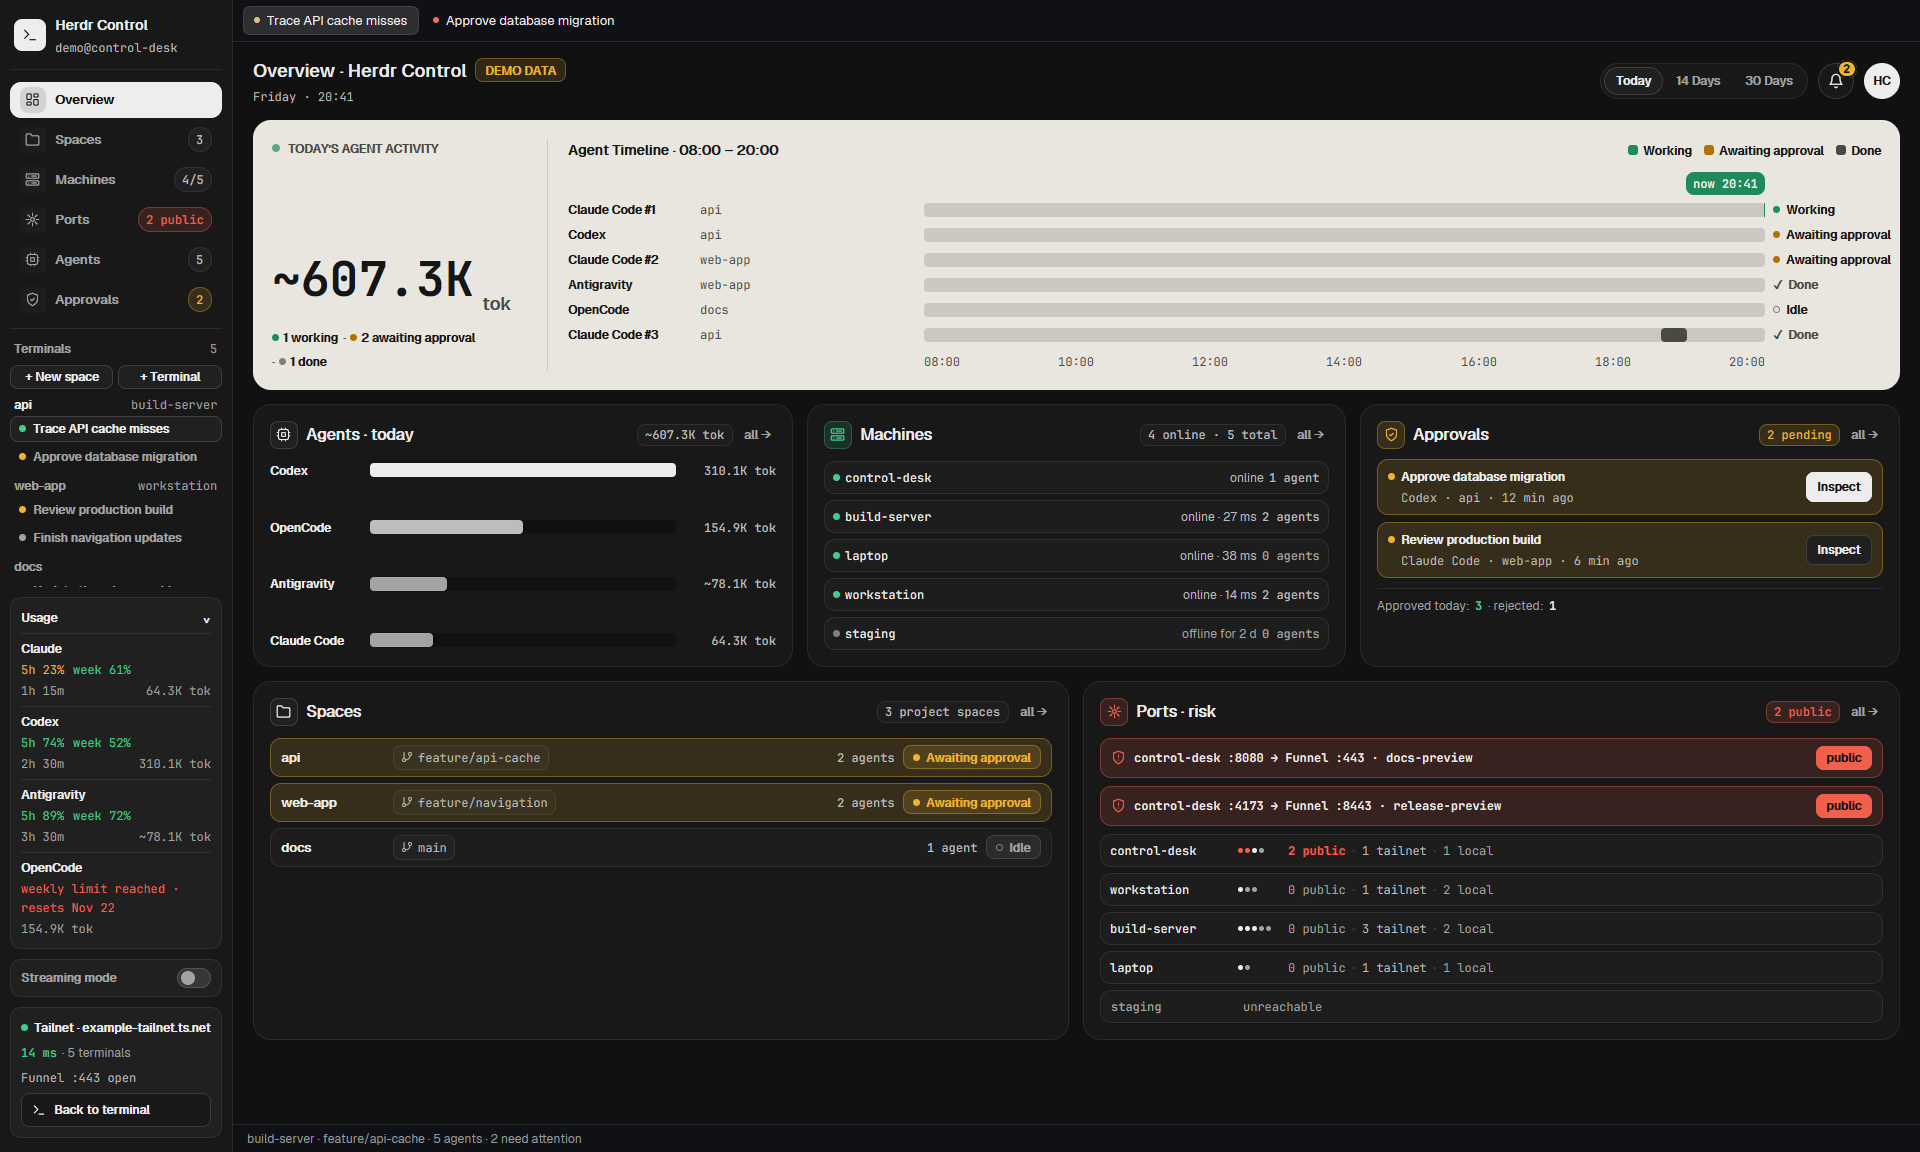 Herdr Control
demo@control-desk
Overview
Spaces 3
Machines 4/5
Ports 2 public
Agents 5
Approvals 2
Terminals 5
+ New space + Terminal
api build-server
Trace API cache misses
Approve database migration
web-app workstation
Review production build
Finish navigation updates
docs
Usage
Claude
5h 23% week 61%
1h 15m 64.3K tok
Codex
5h 74% week 52%
2h 30m 310.1K tok
Antigravity
5h 89% week 72%
3h 30m ~78.1K tok
OpenCode
weekly limit reached ·
resets Nov 22
154.9K tok
Streaming mode
Tailnet · example-tailnet.ts.net
14 ms · 5 terminals
Funnel :443 open
Back to terminal
Trace API cache misses Approve database migration
Overview · Herdr Control DEMO DATA
Friday · 20:41
Today 14 Days 30 Days 2 HC
TODAY'S AGENT ACTIVITY
~607.3K tok
1 working · 2 awaiting approval
· 1 done
Agent Timeline · 08:00 – 20:00
Working Awaiting approval Done
now 20:41
Claude Code #1 api Working
Codex api Awaiting approval
Claude Code #2 web-app Awaiting approval
Antigravity web-app ✓ Done
OpenCode docs Idle
Claude Code #3 api ✓ Done
08:00 10:00 12:00 14:00 16:00 18:00 20:00
Agents · today ~607.3K tok all →
Codex 310.1K tok
OpenCode 154.9K tok
Antigravity ~78.1K tok
Claude Code 64.3K tok
Machines 4 online · 5 total all →
control-desk online 1 agent
build-server online · 27 ms 2 agents
laptop online · 38 ms 0 agents
workstation online · 14 ms 2 agents
staging offline for 2 d 0 agents
Approvals 2 pending all →
Approve database migration
Codex · api · 12 min ago
Inspect
Review production build
Claude Code · web-app · 6 min ago
Inspect
Approved today: 3 · rejected: 1
Spaces 3 project spaces all →
api feature/api-cache 2 agents Awaiting approval
web-app feature/navigation 2 agents Awaiting approval
docs main 1 agent Idle
Ports · risk 2 public all →
control-desk :8080 → Funnel :443 · docs-preview public
control-desk :4173 → Funnel :8443 · release-preview public
control-desk 2 public · 1 tailnet · 1 local
workstation 0 public · 1 tailnet · 2 local
build-server 0 public · 3 tailnet · 2 local
laptop 0 public · 1 tailnet · 1 local
staging unreachable
build-server · feature/api-cache · 5 agents · 2 need attention